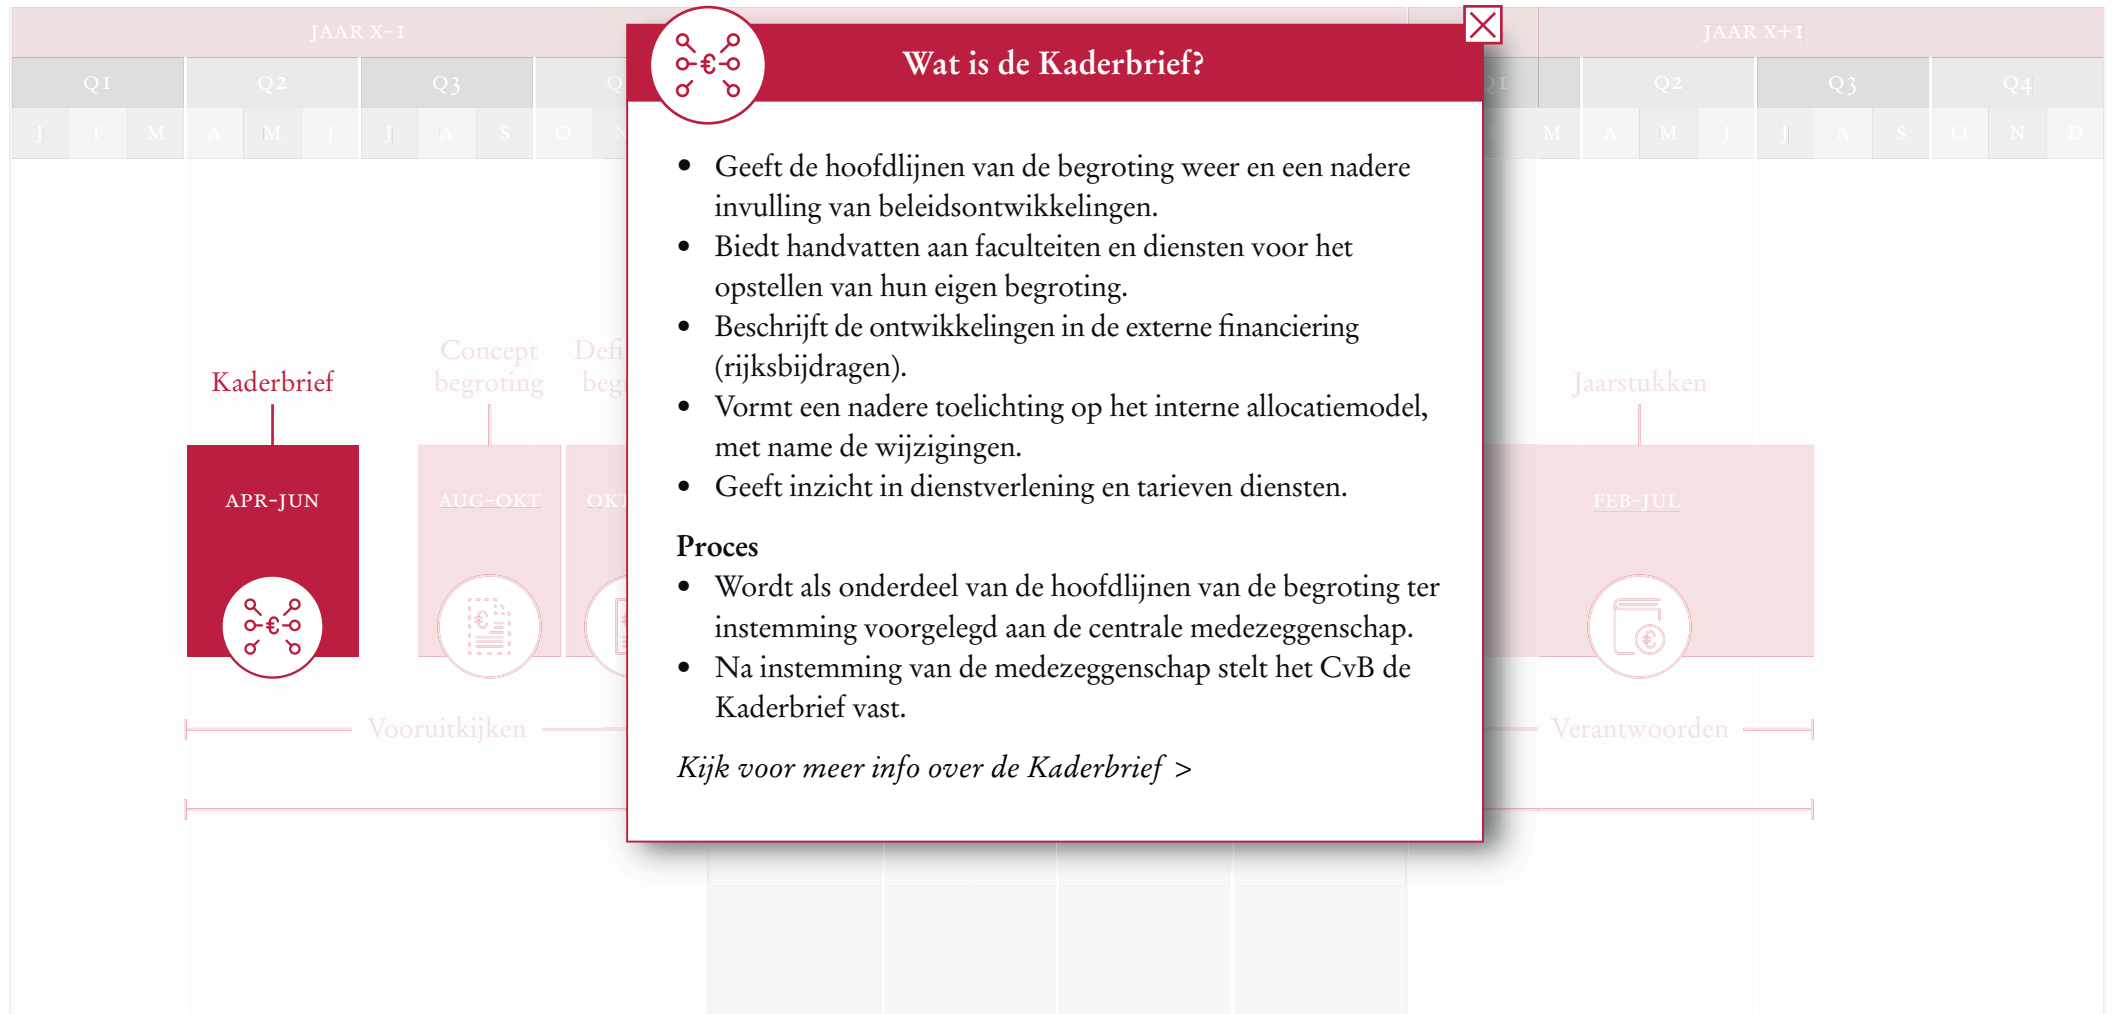 JAAR X-1
JAAR X+1
Wat is de Kaderbrief?
Q1 Q2 Q3 Q
Q1 Q2 Q3 Q4
J F M A M J J A S O N
M A M J J A S O N D
• Geeft de hoofdlijnen van de begroting weer en een nadere
invulling van beleidsontwikkelingen.
• Biedt handvatten aan faculteiten en diensten voor het
opstellen van hun eigen begroting.
• Beschrijft de ontwikkelingen in de externe financiering
(rijksbijdragen).
• Vormt een nadere toelichting op het interne allocatiemodel,
met name de wijzigingen.
• Geeft inzicht in dienstverlening en tarieven diensten.
Proces
• Wordt als onderdeel van de hoofdlijnen van de begroting ter
instemming voorgelegd aan de centrale medezeggenschap.
• Na instemming van de medezeggenschap stelt het CvB de
Kaderbrief vast.
Kijk voor meer info over de Kaderbrief >
Kaderbrief
APR-JUN
Concept
begroting
AUG-OKT
Defi
beg
OKT
Jaarstukken
FEB-JUL
Vooruitkijken
Verantwoorden